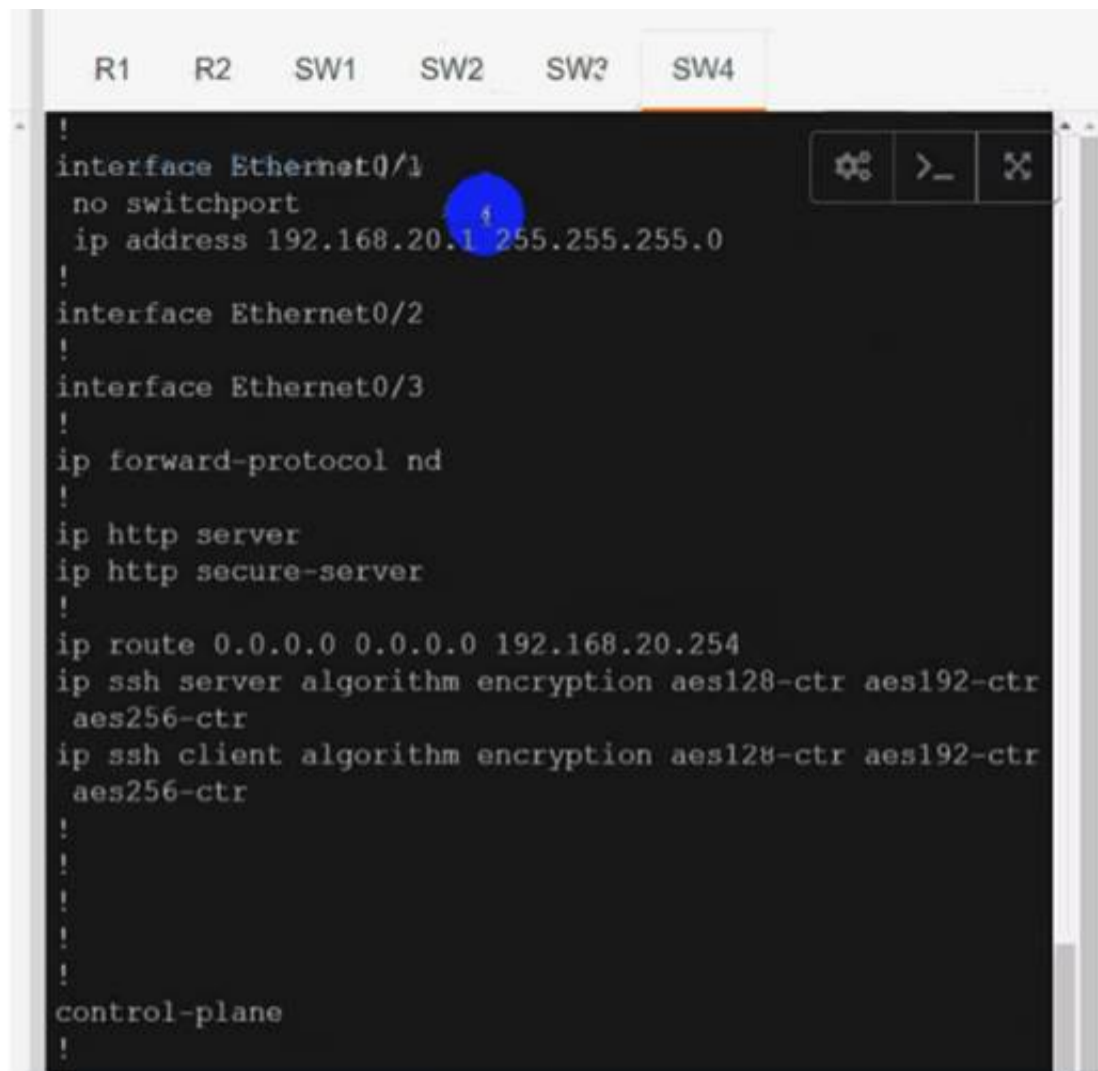 R1 R2 SW1 SW2 SW3 SW4
!
interface Ethernet0/1
no switchport
ip address 192.168.20.1 255.255.255.0
!
interface Ethernet0/2
!
interface Ethernet0/3
!
ip forward-protocol nd
!
ip http server
ip http secure-server
!
ip route 0.0.0.0 0.0.0.0 192.168.20.254
ip ssh server algorithm encryption aes128-ctr aes192-ctr
aes256-ctr
ip ssh client algorithm encryption aes128-ctr aes192-ctr
aes256-ctr
!
!
!
!
!
control-plane
!